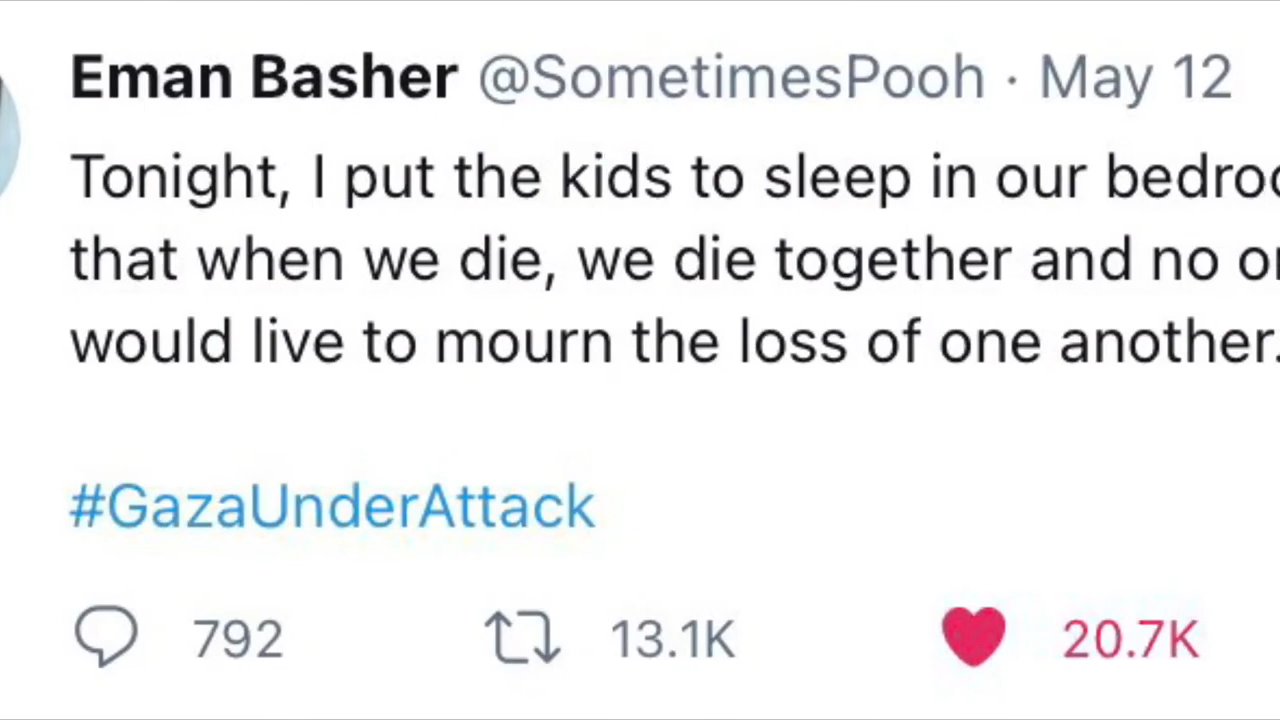 Eman Basher @SometimesPooh · May 12
Tonight, I put the kids to sleep in our
that when we die, we die together and no
would live to mourn the loss of one another.
#GazaUnderAttack
792 13.1K 20.7K